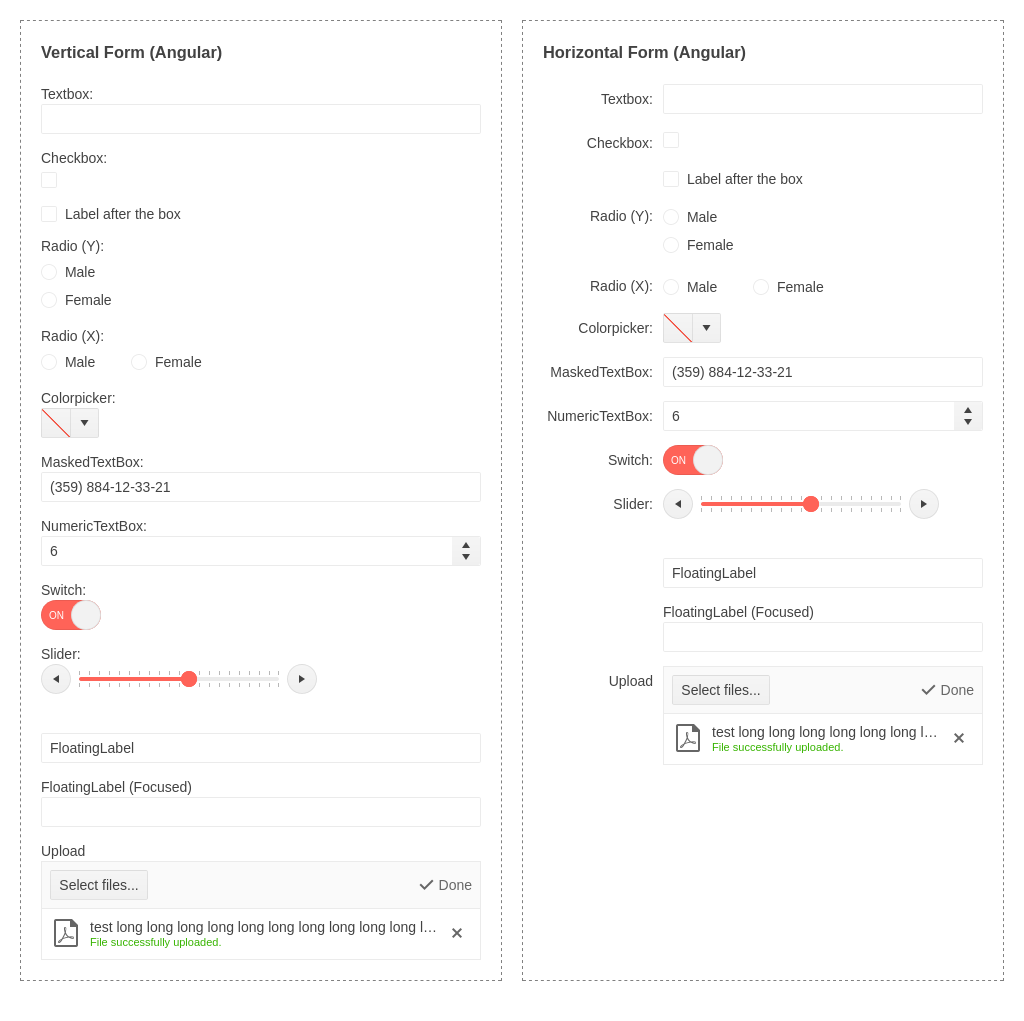 Vertical Form (Angular)
Textbox:
Checkbox:
Label after the box
Radio (Y):
Male
Female
Radio (X):
Male Female
Colorpicker:
MaskedTextBox:
(359) 884-12-33-21
NumericTextBox:
6
Switch:
ON
Slider:
FloatingLabel
FloatingLabel (Focused)
Upload
Select files... Done
test long long long long long long long long long long l...
File successfully uploaded.
Horizontal Form (Angular)
Textbox:
Checkbox:
Label after the box
Radio (Y): Male
Female
Radio (X): Male Female
Colorpicker:
MaskedTextBox: (359) 884-12-33-21
NumericTextBox: 6
Switch: ON
Slider:
FloatingLabel
FloatingLabel (Focused)
Upload Select files... Done
test long long long long long long l...
File successfully uploaded.